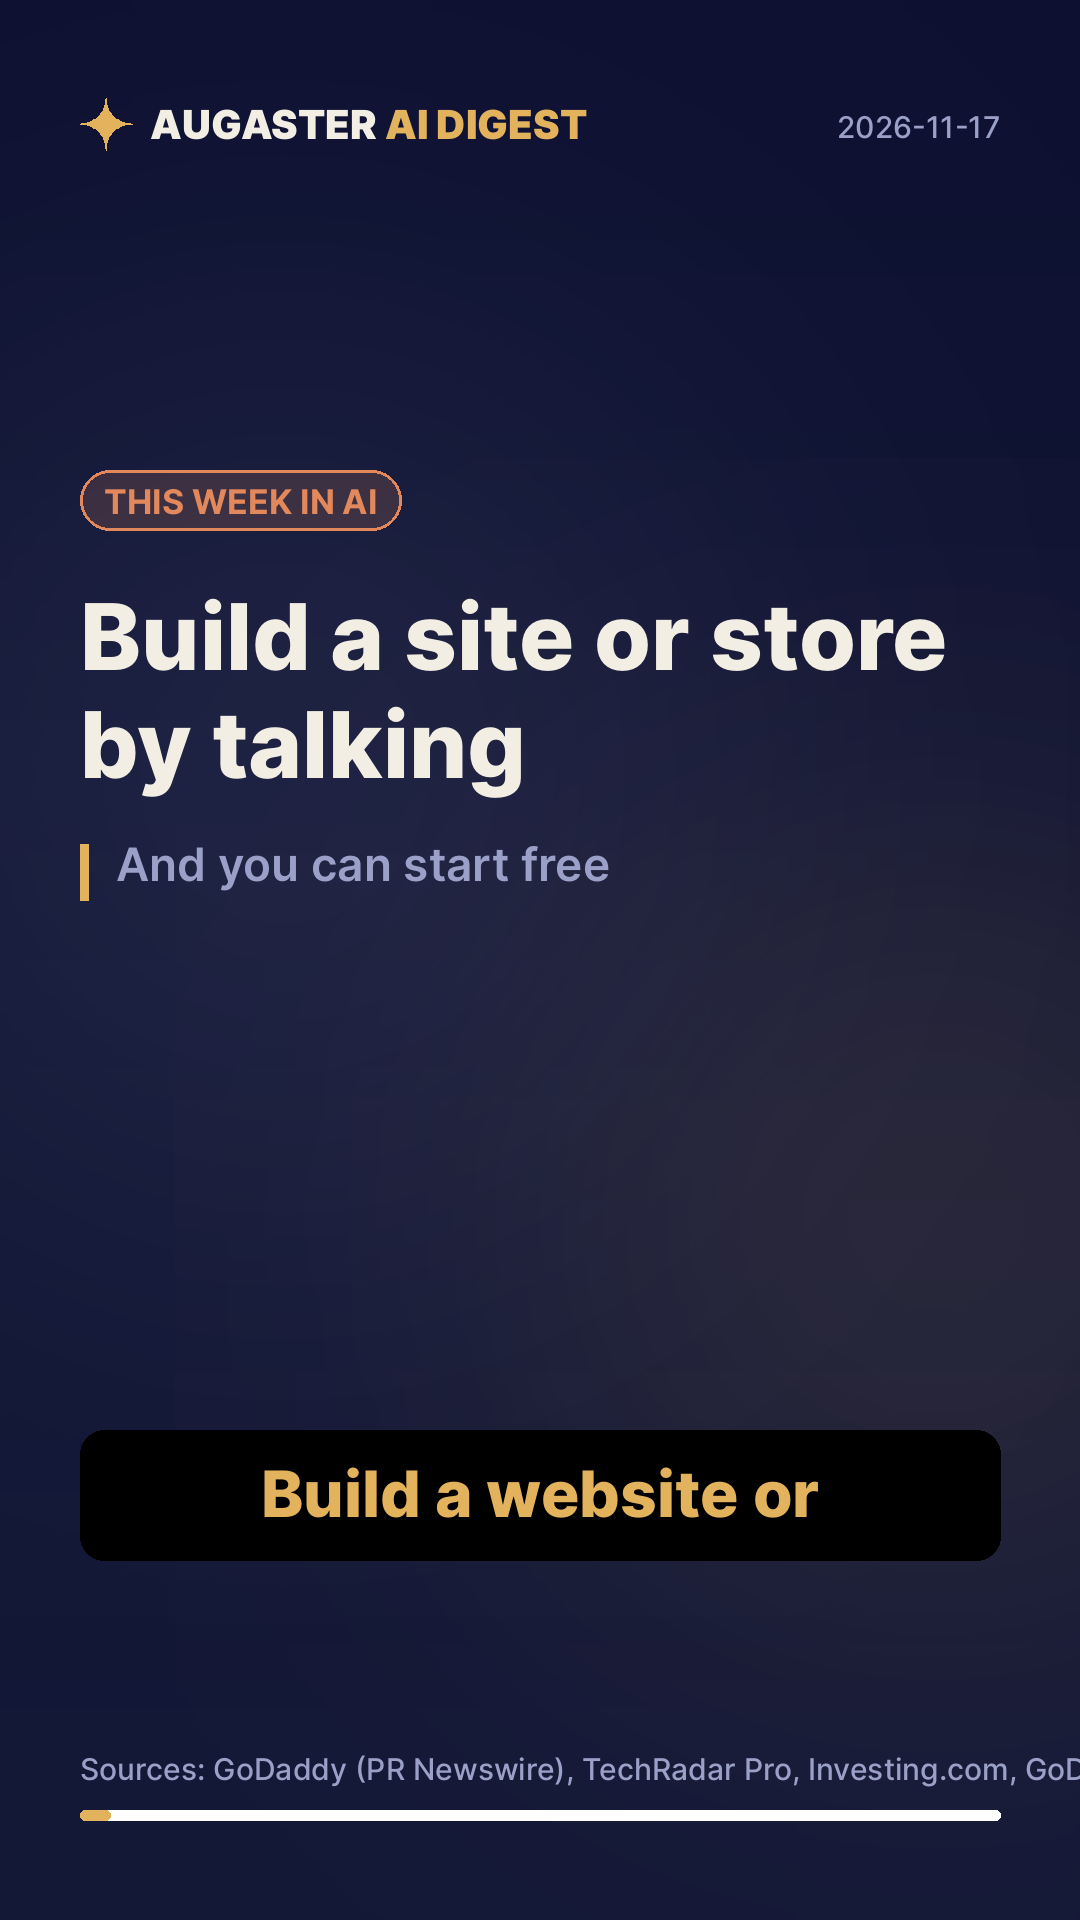 AUGASTER AI DIGEST
2026-11-17
THIS WEEK IN AI
Build a site or store
by talking
And you can start free
Build a website or
Sources: GoDaddy (PR Newswire), TechRadar Pro, Investing.com, GoD